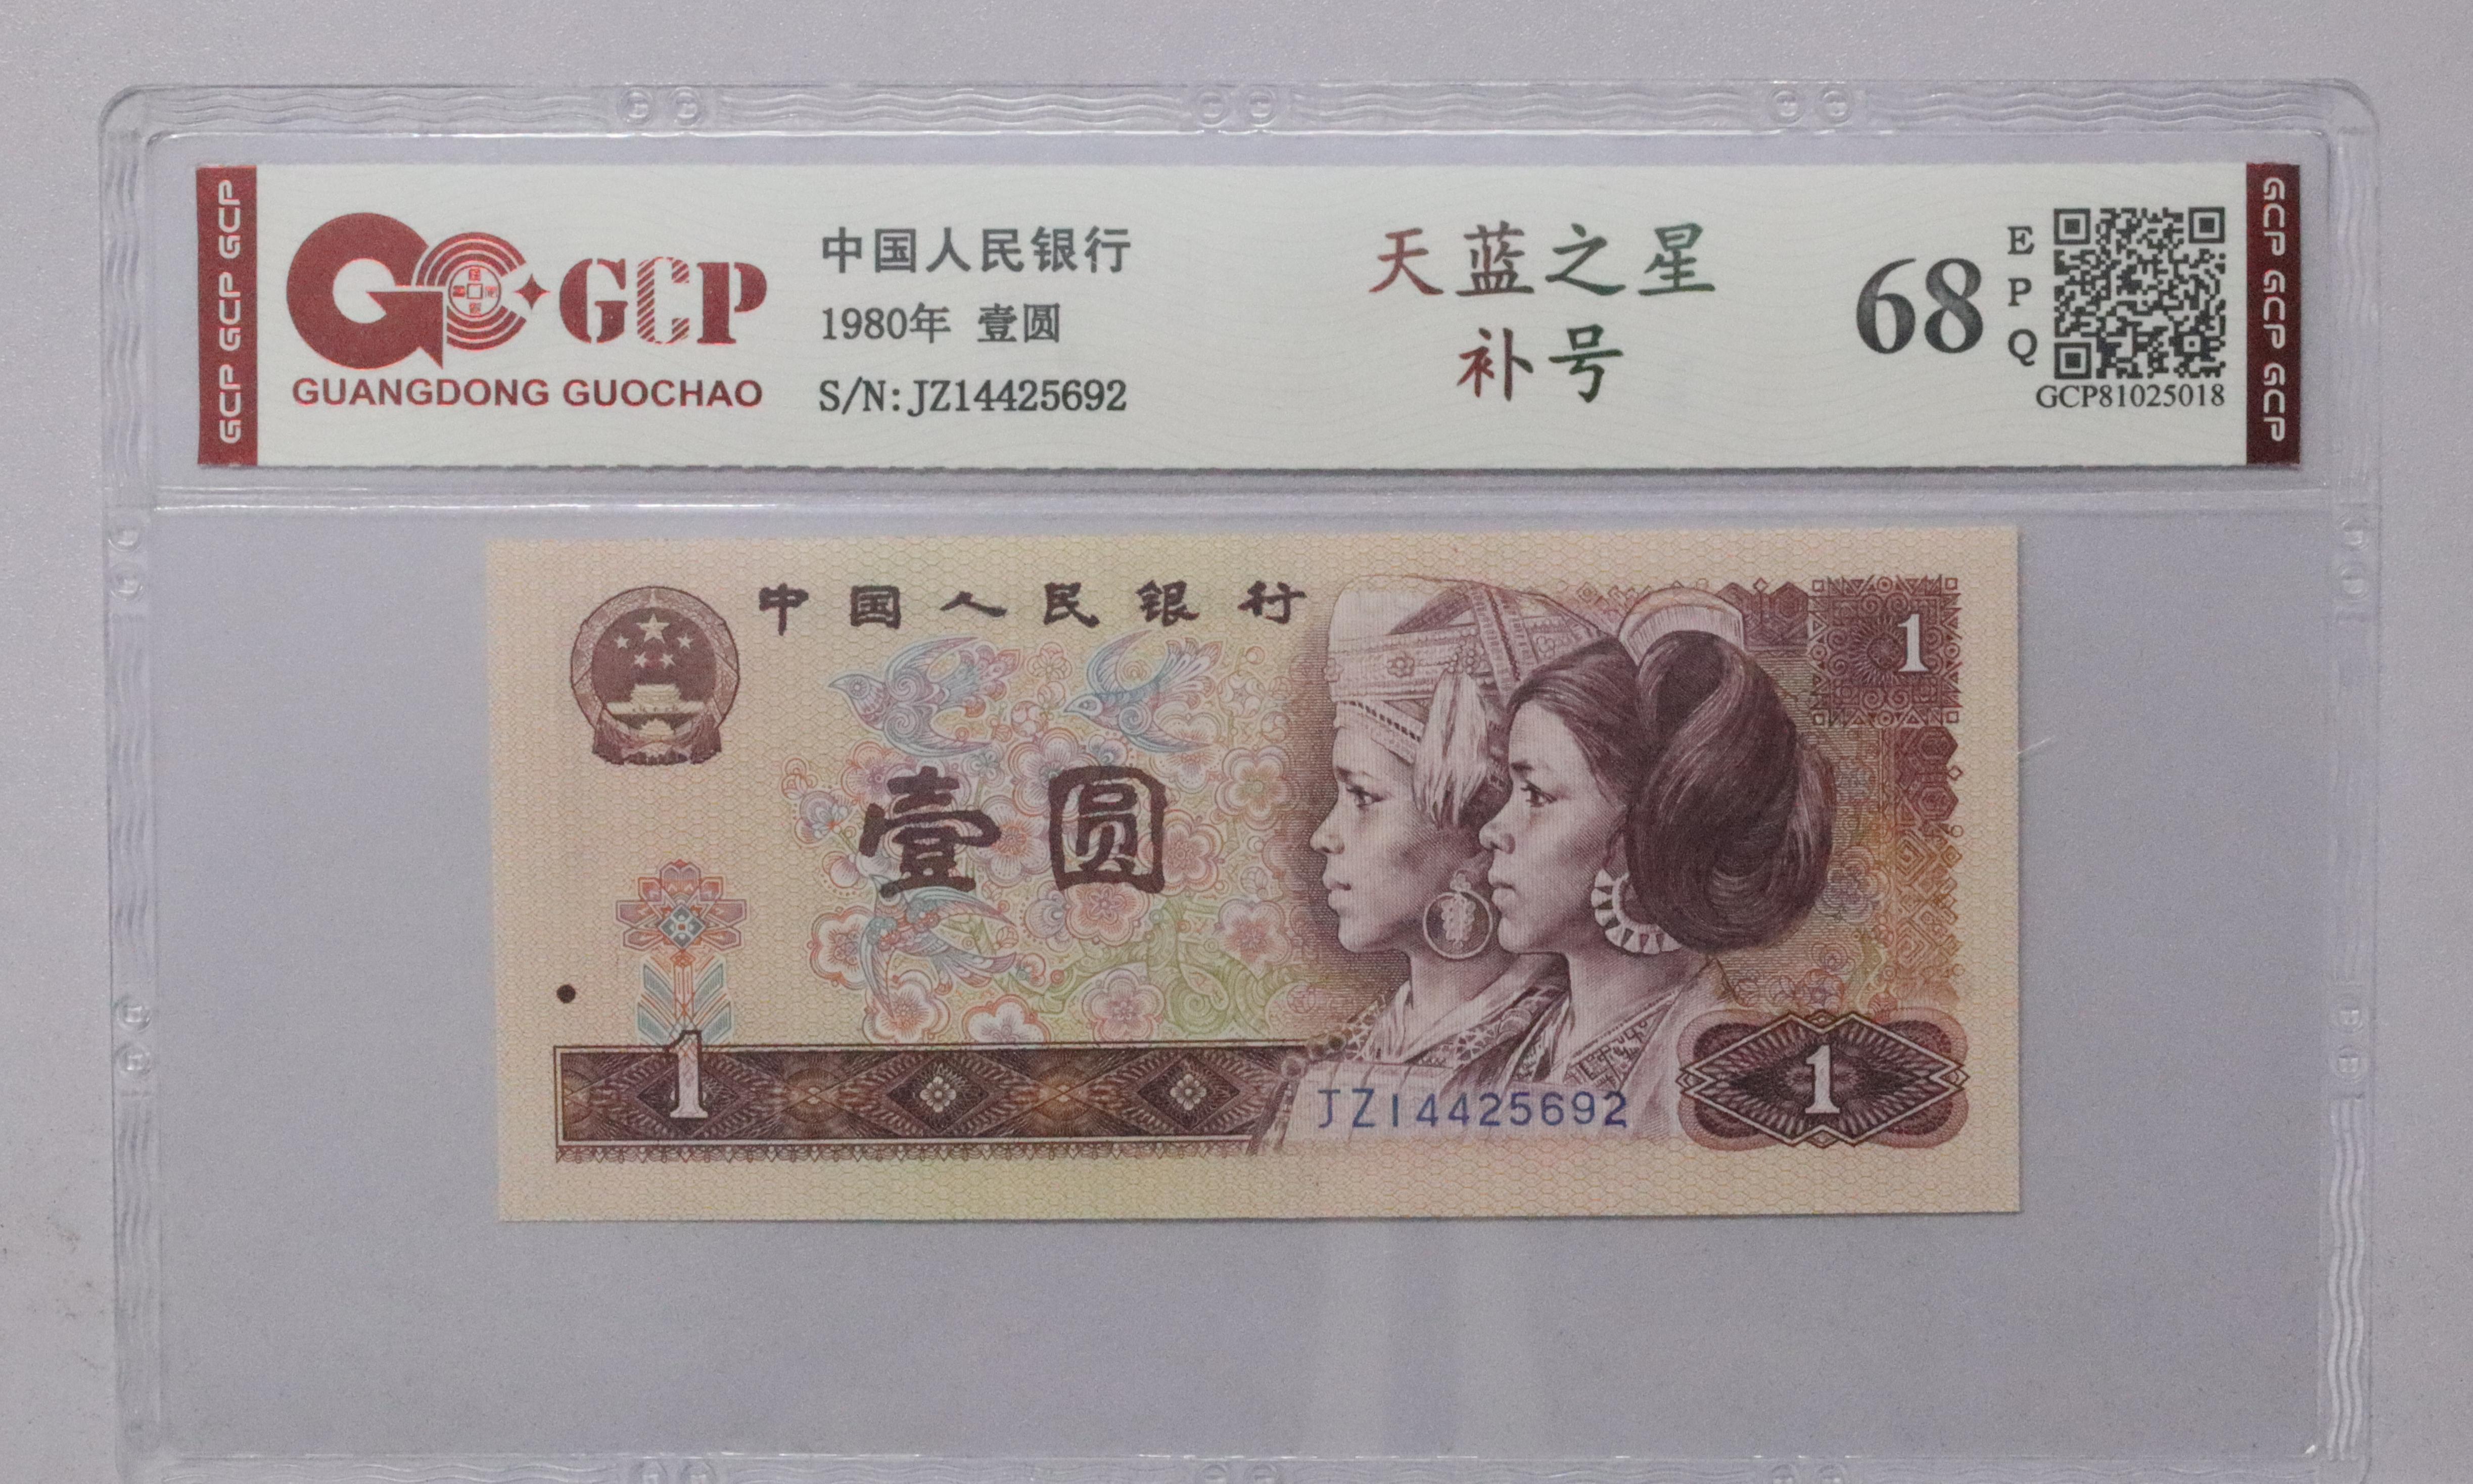 GCP GCP GCP
GCP
GUANGDONG GUOCHAO
中国人民银行
1980年 壹圆
S/N:JZ14425692
天蓝之星
补号
68
E
P
Q
GCP81025018
GCP GCP GCP
中国人民银行
1
壹圆
1
JZ14425692
1